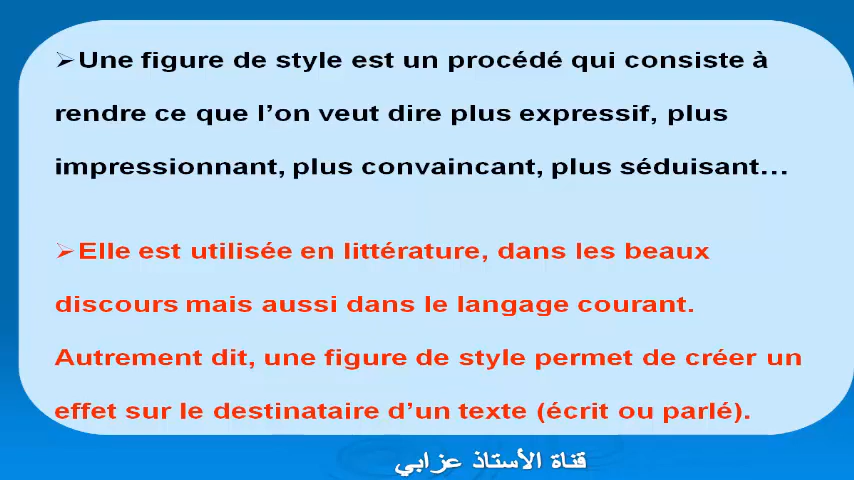 ➢Une figure de style est un procédé qui consiste à
rendre ce que l’on veut dire plus expressif, plus
impressionnant, plus convaincant, plus séduisant…
➢Elle est utilisée en littérature, dans les beaux
discours mais aussi dans le langage courant.
Autrement dit, une figure de style permet de créer un
effet sur le destinataire d’un texte (écrit ou parlé).
قناة الأستاذ عزابي